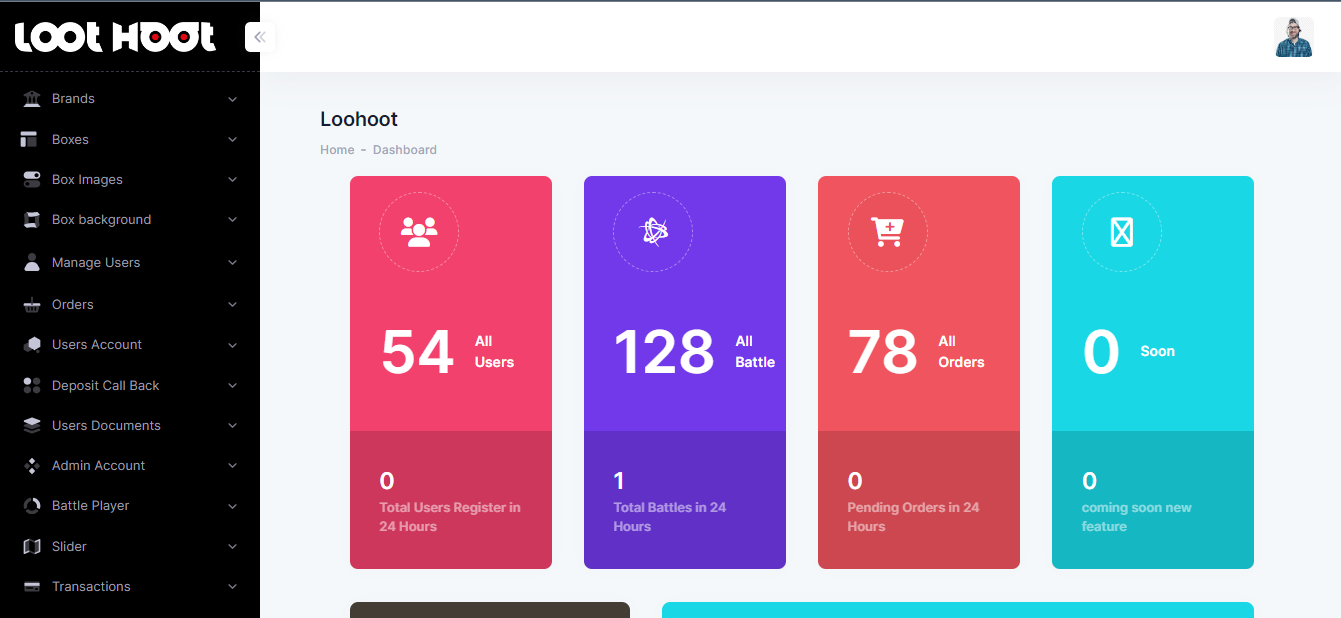 LOOT HOOT
Brands
Boxes
Box Images
Box background
Manage Users
Orders
Users Account
Deposit Call Back
Users Documents
Admin Account
Battle Player
Slider
Transactions
Loohoot
Home - Dashboard
54 All
Users
0
Total Users Register in
24 Hours
128 All
Battle
1
Total Battles in 24
Hours
78 All
Orders
0
Pending Orders in 24
Hours
0 Soon
0
coming soon new
feature